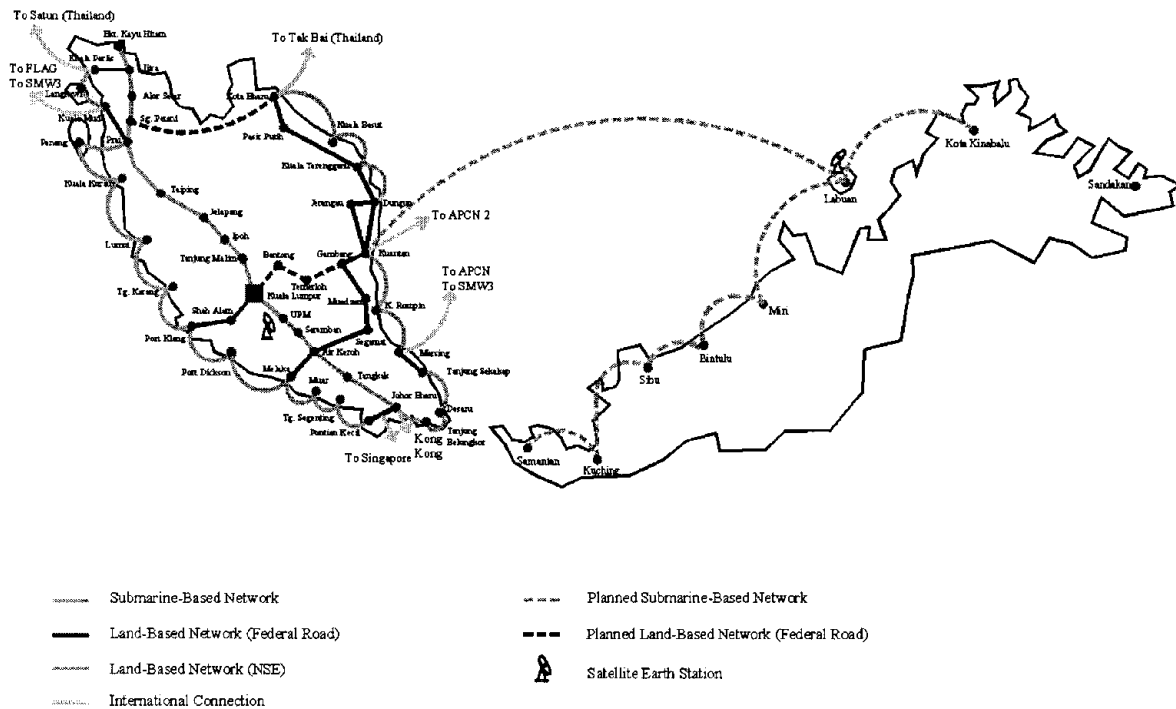 To Satun (Thailand)
Bkt. Kayu Hitam
To Tak Bai (Thailand)
Kuah Perlis
Jitra
To FLAG
To SMW3
Langkawi
Alor Setar
Kota Bharu
Kuala Muda
Sg. Petani
Kuala Besut
Pasir Puteh
Penang
Prai
Kota Kinabalu
Kuala Kurau
Kuala Terengganu
Sandakan
Taiping
Labuan
Jerangau
Dungun
Jelapang
To APCN 2
Lumut
Ipoh
Kuantan
Bentong
Gambang
Tanjung Malim
To APCN
To SMW3
Temerloh
Tg. Karang
Kuala Lumpur
Muadzam
K. Rompin
Miri
Shah Alam
UPM
Seremban
Port Klang
Segamat
Bintulu
Air Keroh
Mersing
Port Dickson
Sibu
Melaka
Tangkak
Tanjung Sekakap
Muar
Johor Bharu
Desaru
Tg. Segenting
Pontian Kecil
Kong
Kong
Tanjung
Belungkor
To Singapore
Samanian
Kuching
Submarine-Based Network
Planned Submarine-Based Network
Land-Based Network (Federal Road)
Planned Land-Based Network (Federal Road)
Land-Based Network (NSE)
Satellite Earth Station
International Connection